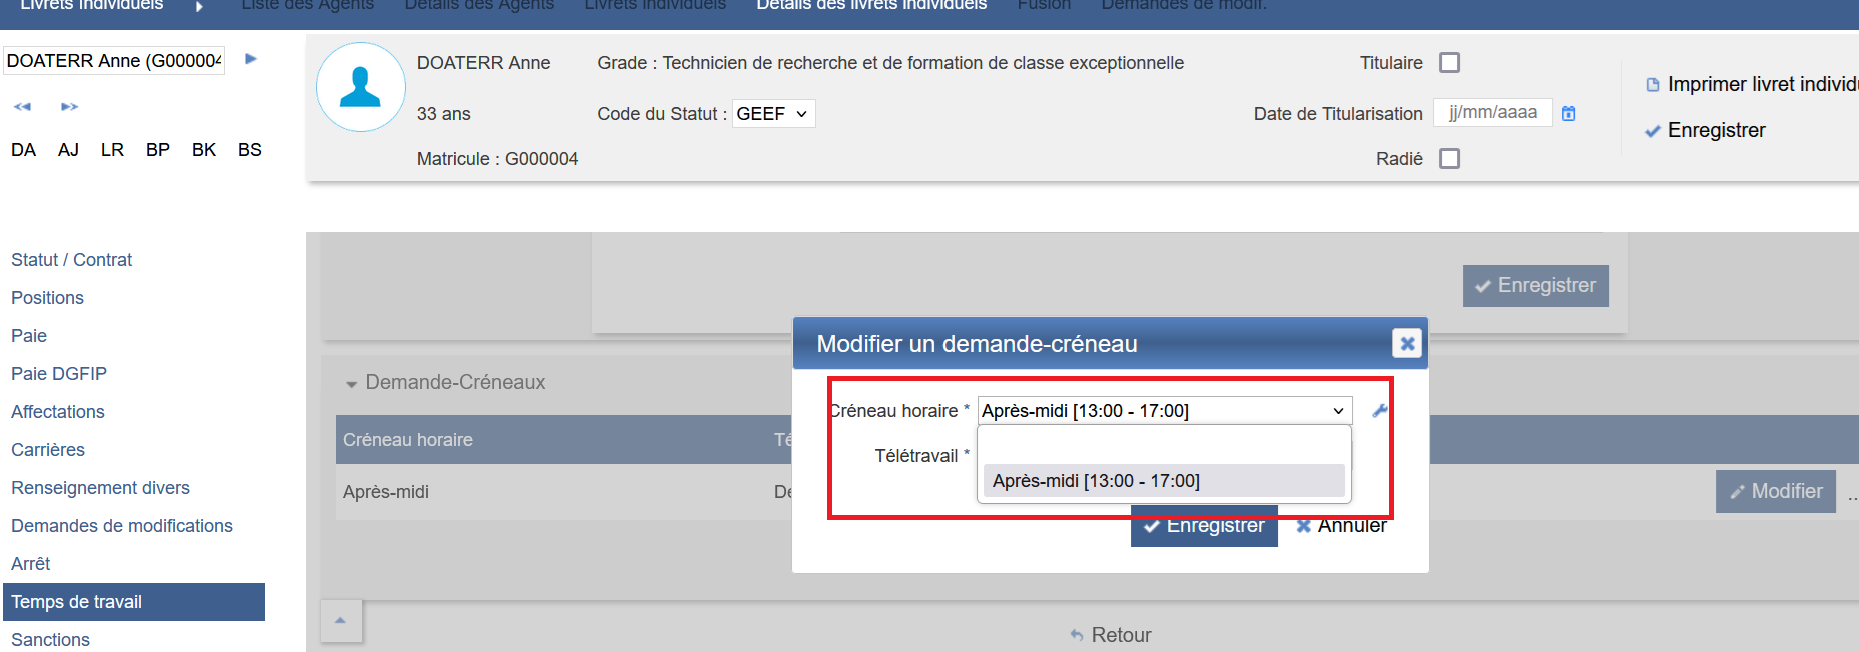 Livrets Individuels Liste des Agents Détails des Agents Livrets Individuels Détails des livrets individuels Fusion Demandes de modif.
DOATERR Anne (G000004
DA AJ LR BP BK BS
DOATERR Anne Grade : Technicien de recherche et de formation de classe exceptionnelle Titulaire
33 ans Code du Statut : GEEF Date de Titularisation jj/mm/aaaa
Matricule : G000004 Radié
Imprimer livret individu
Enregistrer
Statut / Contrat
Positions
Paie
Paie DGFIP
Affectations
Carrières
Renseignement divers
Demandes de modifications
Arrêt
Temps de travail
Sanctions
Enregistrer
Demande-Créneaux
Créneau horaire Té
Après-midi De
Modifier ...
Modifier un demande-créneau
Créneau horaire * Après-midi [13:00 - 17:00]
Télétravail *
Après-midi [13:00 - 17:00]
Enregistrer Annuler
Retour